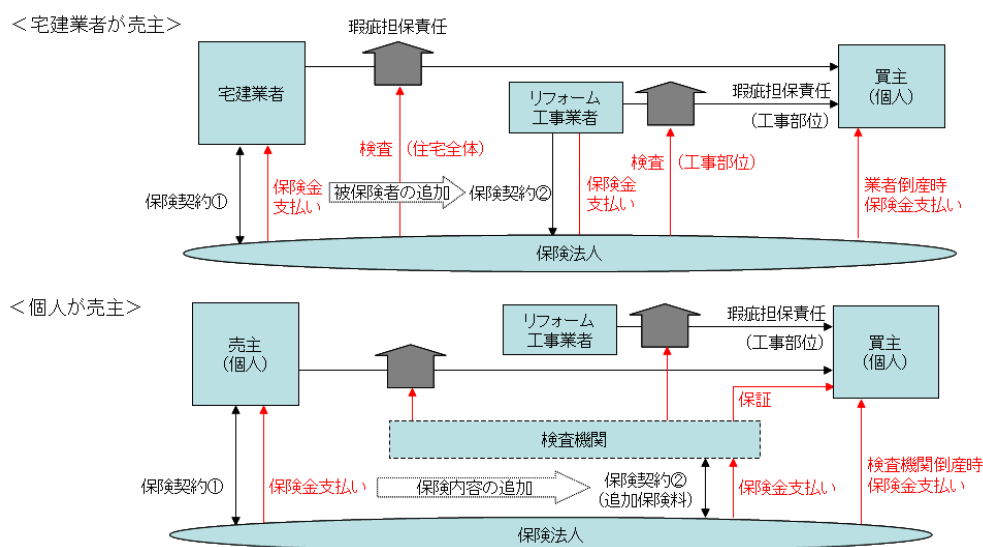 ＜宅建業者が売主＞
瑕疵担保責任
宅建業者
リフォーム
工事業者
瑕疵担保責任
(工事部位)
買主
(個人)
検査（住宅全体）
検査（工事部位）
保険契約①
保険金
支払い
被保険者の追加
保険契約②
保険金
支払い
業者倒産時
保険金支払い
保険法人
＜個人が売主＞
売主
(個人)
リフォーム
工事業者
瑕疵担保責任
(工事部位)
買主
(個人)
保証
検査機関
保険契約①
保険金支払い
保険内容の追加
保険契約②
(追加保険料)
保険金支払い
検査機関倒産時
保険金支払い
保険法人